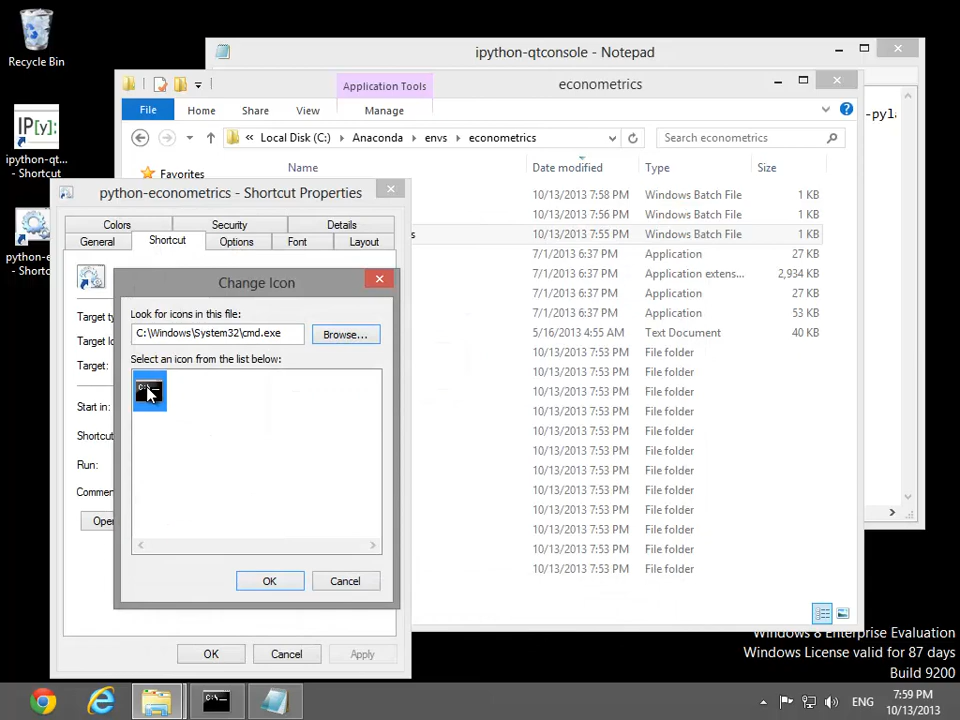 Recycle Bin
IP[y]:
ipython-qt...
- Shortcut
python-e...
- Shortc
ipython-qtconsole - Notepad
Application Tools
econometrics
File
Home
Share
View
Manage
« Local Disk (C:)
Anaconda
envs
econometrics
Search econometrics
Favorites
Name
Date modified
Type
Size
10/13/2013 7:58 PM Windows Batch File 1 KB
10/13/2013 7:56 PM Windows Batch File 1 KB
s 10/13/2013 7:55 PM Windows Batch File 1 KB
7/1/2013 6:37 PM Application 27 KB
7/1/2013 6:37 PM Application extens... 2,934 KB
7/1/2013 6:37 PM Application 27 KB
7/1/2013 6:37 PM Application 53 KB
5/16/2013 4:55 AM Text Document 40 KB
10/13/2013 7:53 PM File folder
10/13/2013 7:53 PM File folder
10/13/2013 7:53 PM File folder
10/13/2013 7:53 PM File folder
10/13/2013 7:53 PM File folder
10/13/2013 7:53 PM File folder
10/13/2013 7:53 PM File folder
10/13/2013 7:53 PM File folder
10/13/2013 7:53 PM File folder
10/13/2013 7:53 PM File folder
10/13/2013 7:53 PM File folder
10/13/2013 7:53 PM File folder
python-econometrics - Shortcut Properties
Colors
Security
Details
General
Shortcut
Options
Font
Layout
Target ty
Target lo
Target:
Start in:
Shortcut
Run:
Commen
Oper
Change Icon
Look for icons in this file:
C:\Windows\System32\cmd.exe
Browse...
Select an icon from the list below:
OK
Cancel
OK
Cancel
Apply
Windows 8 Enterprise Evaluation
Windows License valid for 87 days
Build 9200
ENG
7:59 PM
10/13/2013